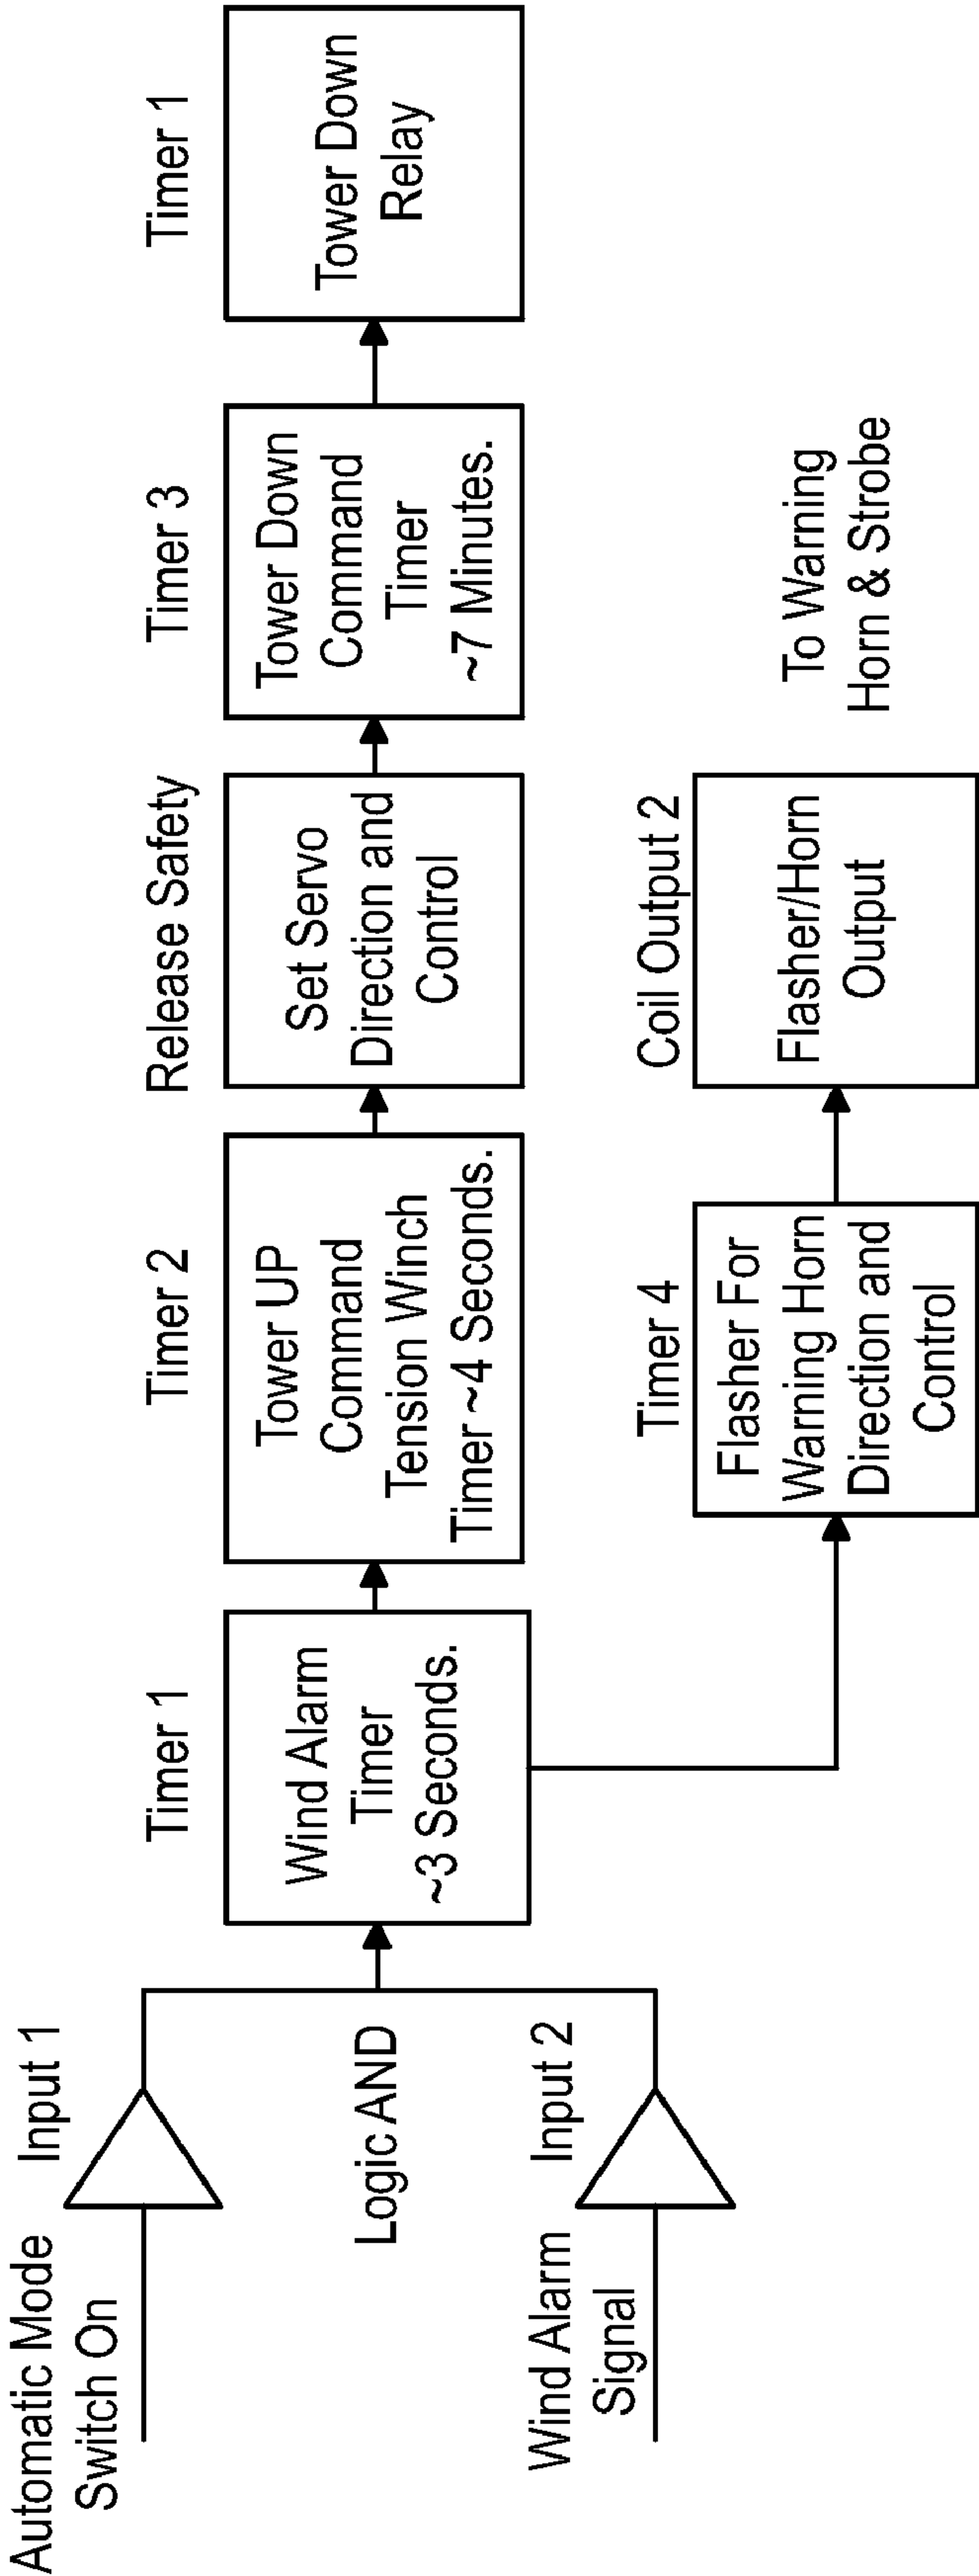 Automatic Mode
Switch On
Input 1
Logic AND
Wind Alarm
Signal
Input 2
Timer 1
Wind Alarm
Timer
~3 Seconds.
Timer 2
Tower UP
Command
Tension Winch
Timer ~4 Seconds.
Release Safety
Set Servo
Direction and
Control
Timer 3
Tower Down
Command
Timer
~7 Minutes.
Timer 1
Tower Down
Relay
Timer 4
Flasher For
Warning Horn
Direction and
Control
Coil Output 2
Flasher/Horn
Output
To Warning
Horn & Strobe